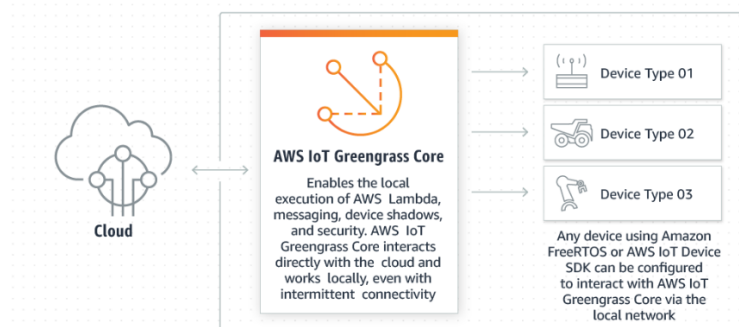 Cloud
AWS IoT Greengrass Core
Enables the local
execution of AWS Lambda,
messaging, device shadows,
and security. AWS IoT
Greengrass Core interacts
directly with the cloud and
works locally, even with
intermittent connectivity
Device Type 01
Device Type 02
Device Type 03
Any device using Amazon
FreeRTOS or AWS IoT Device
SDK can be configured
to interact with AWS IoT
Greengrass Core via the
local network